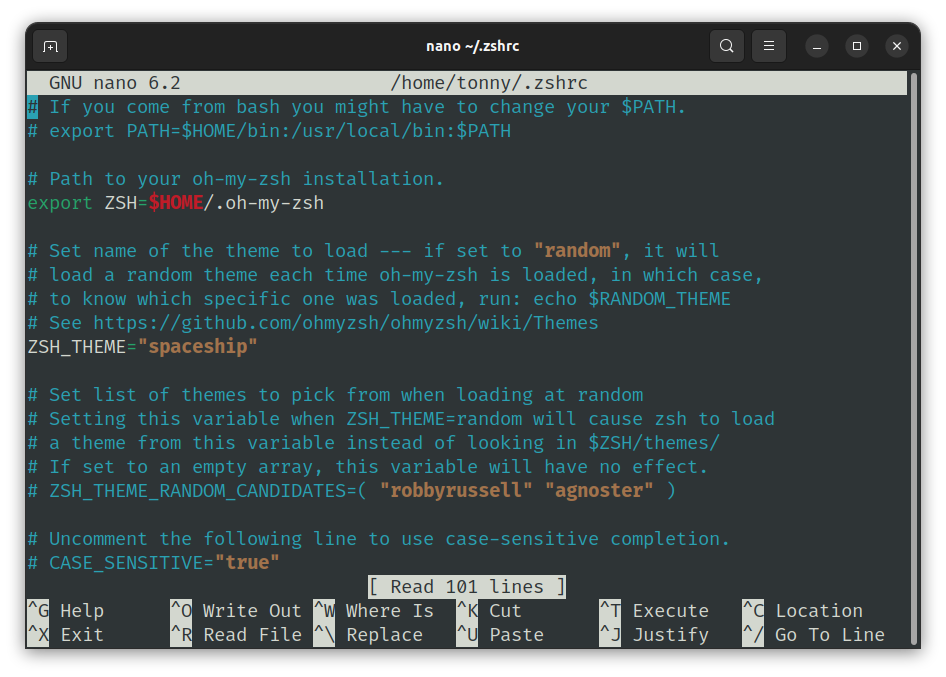 nano ~/.zshrc
GNU nano 6.2 /home/tonny/.zshrc
# If you come from bash you might have to change your $PATH.
# export PATH=$HOME/bin:/usr/local/bin:$PATH
# Path to your oh-my-zsh installation.
export ZSH=$HOME/.oh-my-zsh
# Set name of the theme to load --- if set to "random", it will
# load a random theme each time oh-my-zsh is loaded, in which case,
# to know which specific one was loaded, run: echo $RANDOM_THEME
# See https://github.com/ohmyzsh/ohmyzsh/wiki/Themes
ZSH_THEME="spaceship"
# Set list of themes to pick from when loading at random
# Setting this variable when ZSH_THEME=random will cause zsh to load
# a theme from this variable instead of looking in $ZSH/themes/
# If set to an empty array, this variable will have no effect.
# ZSH_THEME_RANDOM_CANDIDATES=( "robbyrussell" "agnoster" )
# Uncomment the following line to use case-sensitive completion.
# CASE_SENSITIVE="true"
[ Read 101 lines ]
^G Help ^O Write Out ^W Where Is ^K Cut ^T Execute ^C Location
^X Exit ^R Read File ^\ Replace ^U Paste ^J Justify ^/ Go To Line